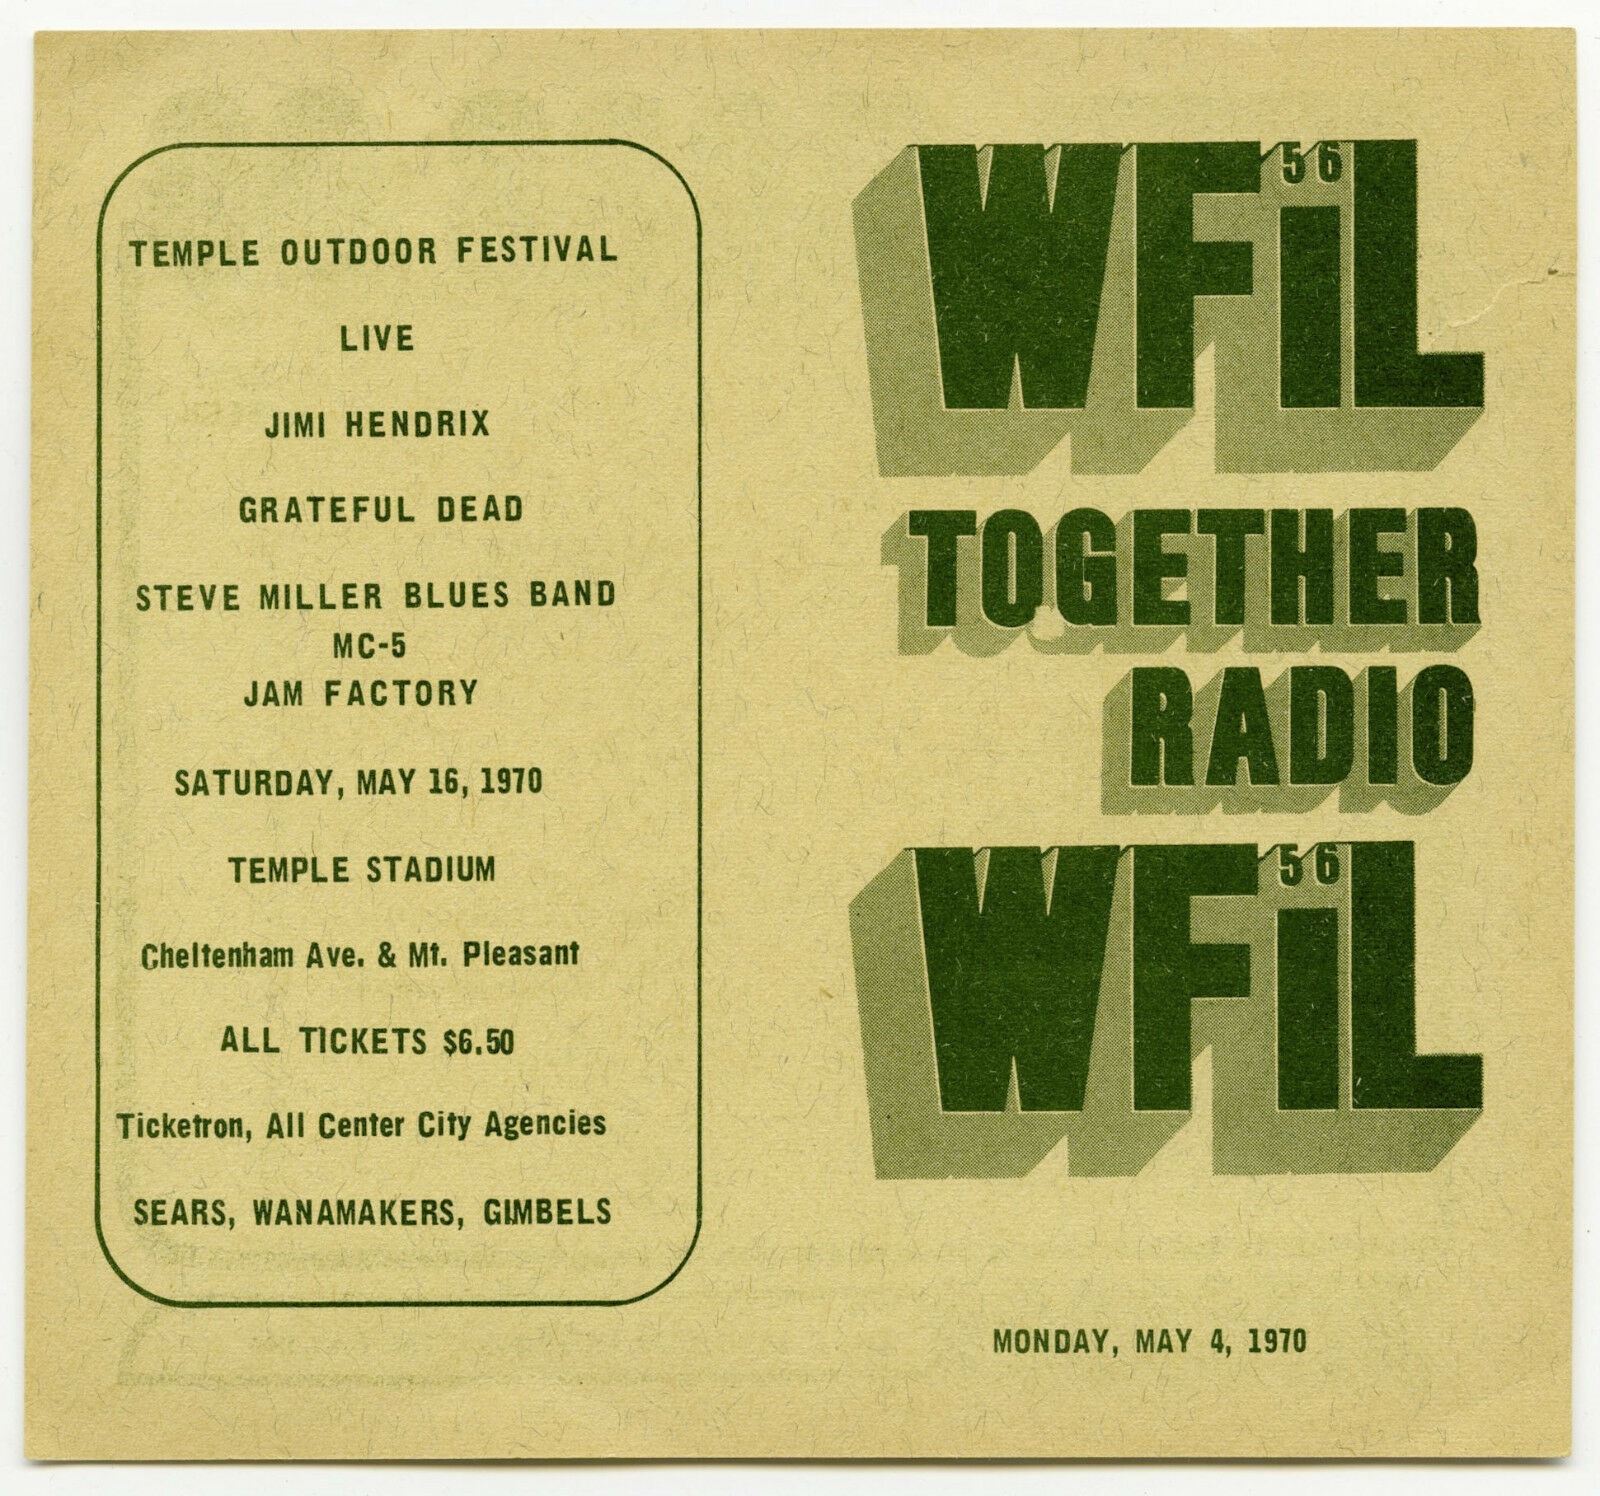 TEMPLE OUTDOOR FESTIVAL
LIVE
JIMI HENDRIX
GRATEFUL DEAD
STEVE MILLER BLUES BAND
MC-5
JAM FACTORY
SATURDAY, MAY 16, 1970
TEMPLE STADIUM
Cheltenham Ave. & Mt. Pleasant
ALL TICKETS $6.50
Ticketron, All Center City Agencies
SEARS, WANAMAKERS, GIMBELS
WFiL
56
TOGETHER
RADIO
WFiL
56
MONDAY, MAY 4, 1970